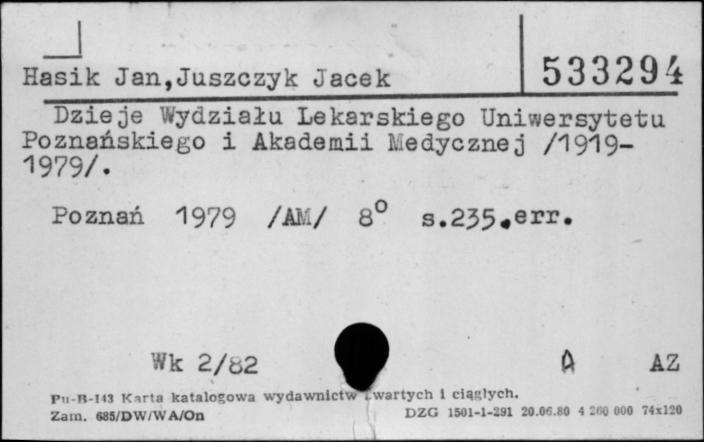 Hasik Jan,Juszczyk Jacek 533294
Dzieje Wydziału Lekarskiego Uniwersytetu
Poznańskiego i Akademii Medycznej /1919-
1979/.
Poznań 1979 /AM/ 8° s.235,err.
Wk 2/82 A AZ
Pu-B-143 Karta katalogowa wydawnictw zwartych i ciągłych.
Zam. 685/DW/WA/On DZG 1501-1-291 20.06.80 4 200 000 74x120